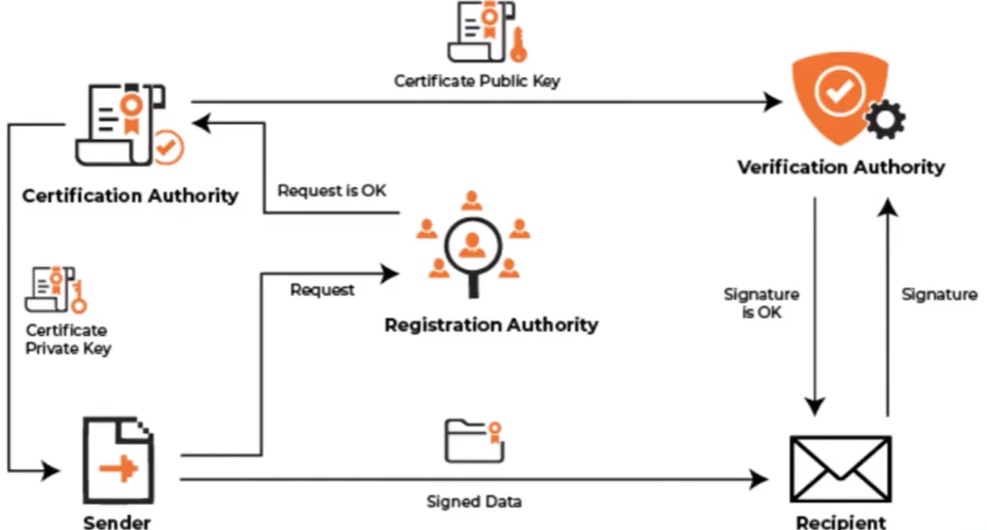 Certificate Public Key
Verification Authority
Certification Authority
Request is OK
Request
Registration Authority
Signature
is OK
Signature
Certificate
Private Key
Signed Data
Sender
Recipient